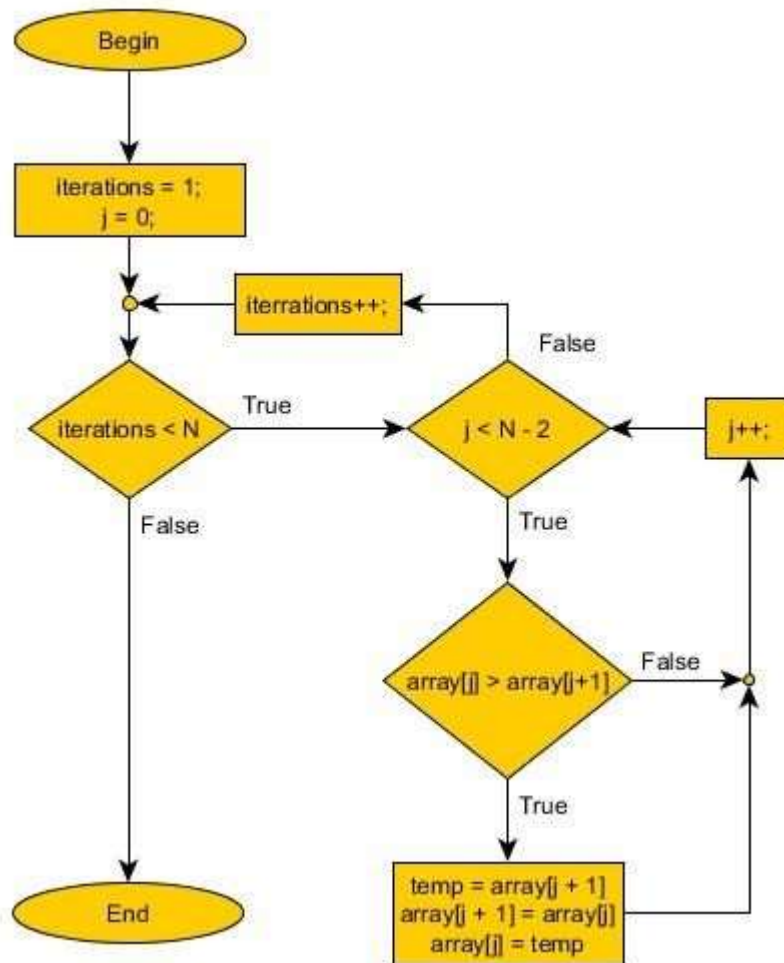 Begin
iterations = 1;
j = 0;
iterrations++;
False
iterations < N
True
j < N - 2
j++;
False
True
array[j] > array[j+1]
False
True
temp = array[j + 1]
array[j + 1] = array[j]
array[j] = temp
End